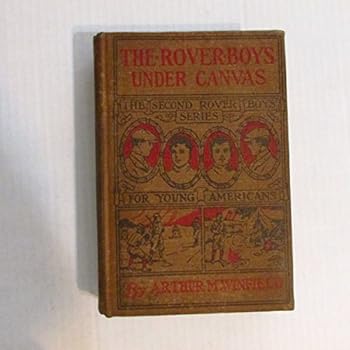 THE·ROVER·BOYS
UNDER CANVAS
THE SECOND ROVER BOYS
SERIES
FOR YOUNG AMERICANS
By ARTHUR M. WINFIELD